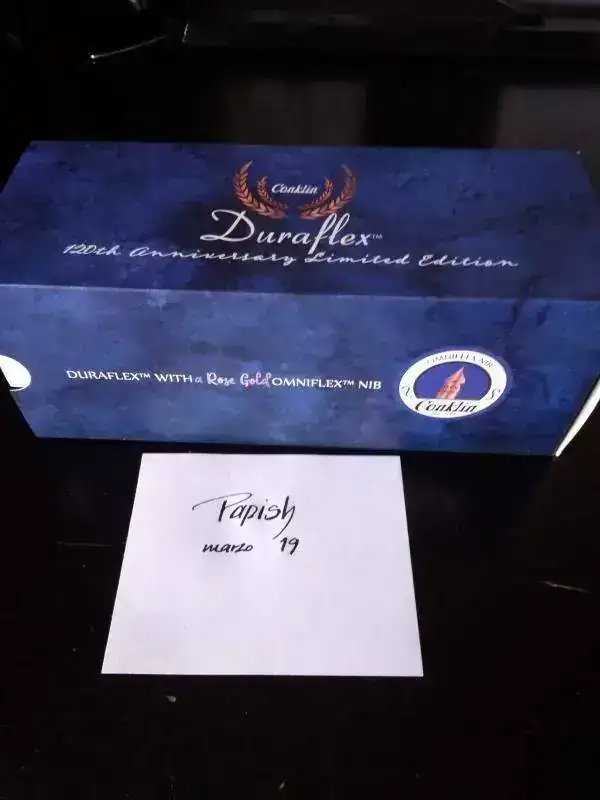 Conklin
Duraflex™
120th Anniversary Limited Edition
DURAFLEX™ WITH a Rose Gold OMNIFLEX™ NIB
OMNIFLEX NIB
Conklin
Papish
marzo 19